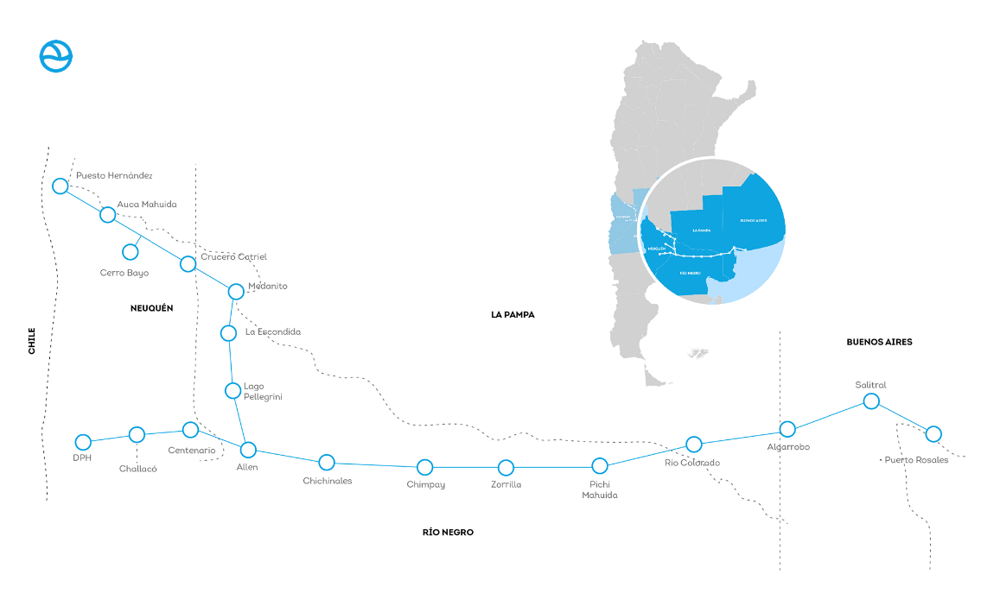 Puesto Hernández
Auca Mahuida
Crucero Catriel
Cerro Bayo
Medanito
NEUQUÉN
LA PAMPA
CHILE
La Escondida
BUENOS AIRES
Lago
Pellegrini
Salitral
DPH
Challacó
Centenario
Allen
Chichinales
Chimpay
Zorrilla
Pichi
Mahuida
Río Colorado
Algarrobo
• Puerto Rosales
RÍO NEGRO
BUENOS AIRES
LA PAMPA
NEUQUÉN
RÍO NEGRO